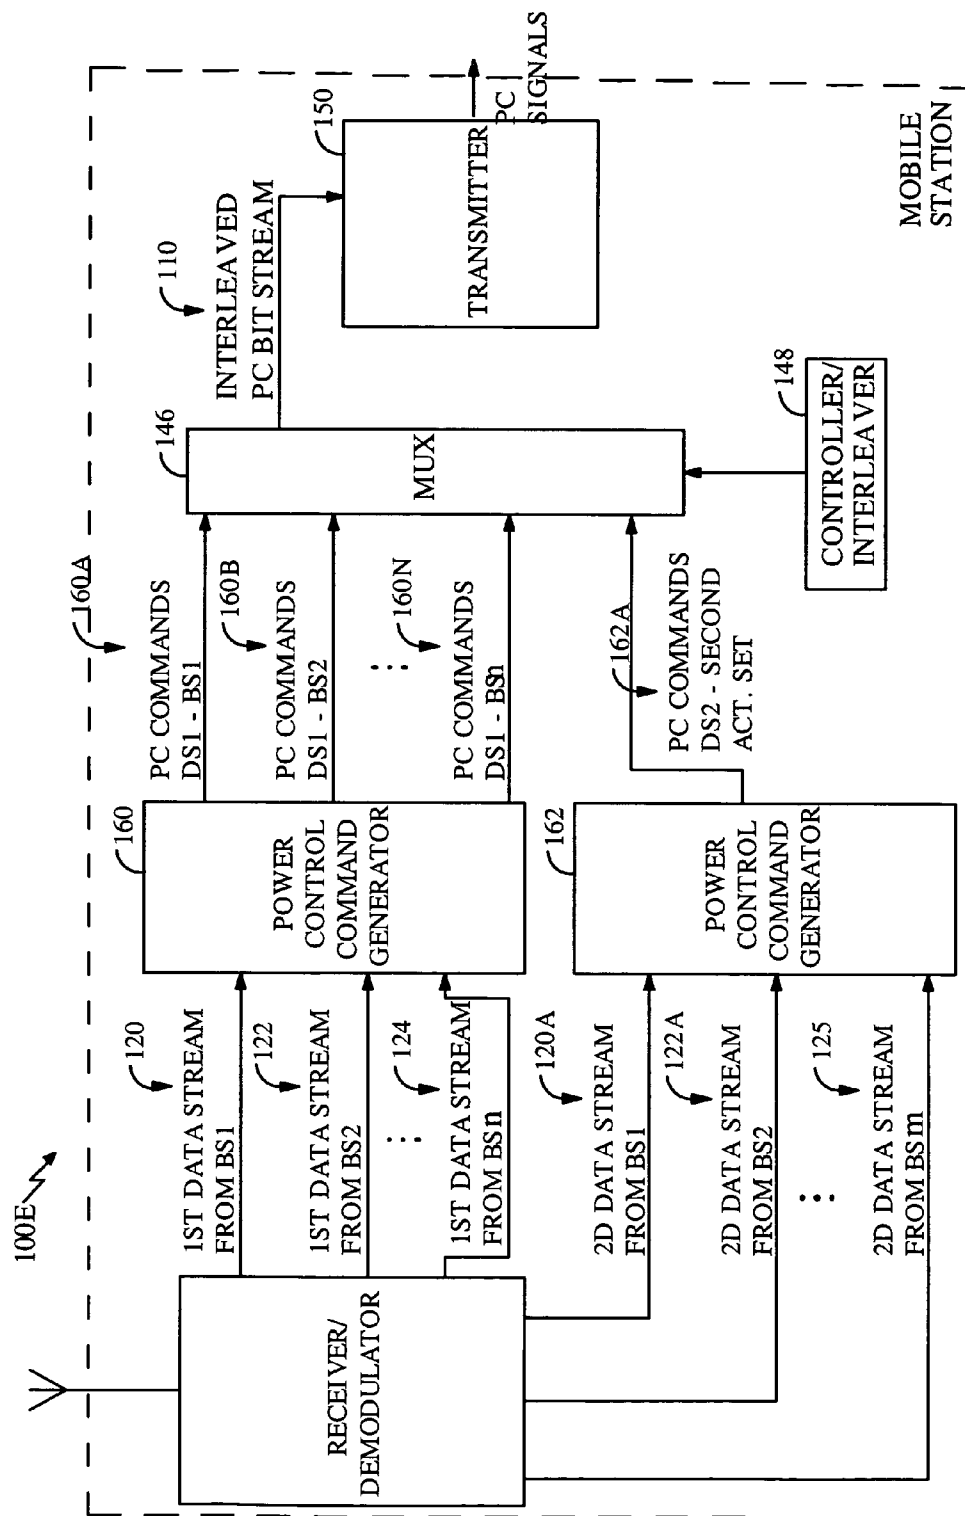 100E
RECEIVER/
DEMODULATOR
120
1ST DATA STREAM
FROM BS1
122
1ST DATA STREAM
FROM BS2
124
1ST DATA STREAM
FROM BSn
120A
2D DATA STREAM
FROM BS1
122A
2D DATA STREAM
FROM BS2
125
2D DATA STREAM
FROM BSm
160
POWER
CONTROL
COMMAND
GENERATOR
162
POWER
CONTROL
COMMAND
GENERATOR
160A
PC COMMANDS
DS1 - BS1
160B
PC COMMANDS
DS1 - BS2
160N
PC COMMANDS
DS1 - BSn
162A
PC COMMANDS
DS2 - SECOND
ACT. SET
146
MUX
148
CONTROLLER/
INTERLEAVER
110
INTERLEAVED
PC BIT STREAM
150
TRANSMITTER
PC
SIGNALS
MOBILE
STATION